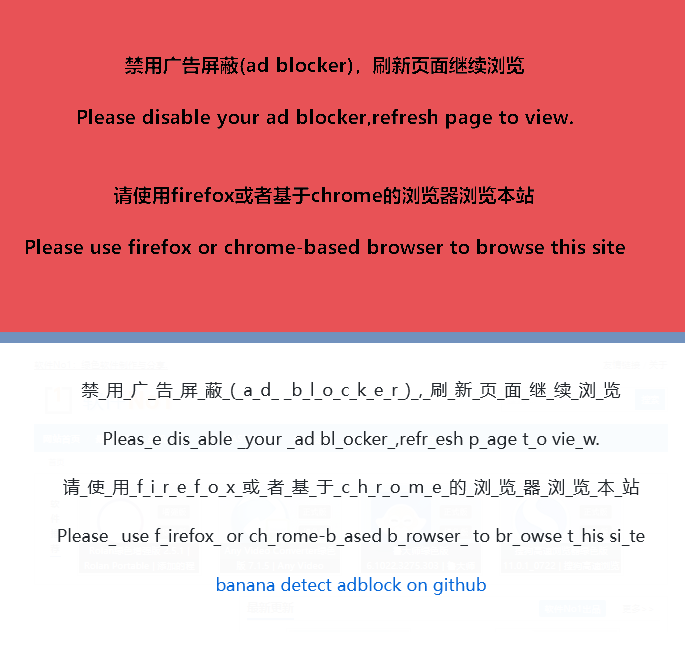 禁用广告屏蔽(ad blocker)，刷新页面继续浏览
Please disable your ad blocker,refresh page to view.
请使用firefox或者基于chrome的浏览器浏览本站
Please use firefox or chrome-based browser to browse this site
禁_用_广_告_屏_蔽_(_a_d_ _b_l_o_c_k_e_r_)_,_刷_新_页_面_继_续_浏_览
Pleas_e dis_able _your _ad bl_ocker_,refr_esh p_age t_o vie_w.
请_使_用_f_i_r_e_f_o_x_或_者_基_于_c_h_r_o_m_e_的_浏_览_器_浏_览_本_站
Please_ use f_irefox_ or ch_rome-b_ased b_rowser_ to br_owse t_his si_te
banana detect adblock on github